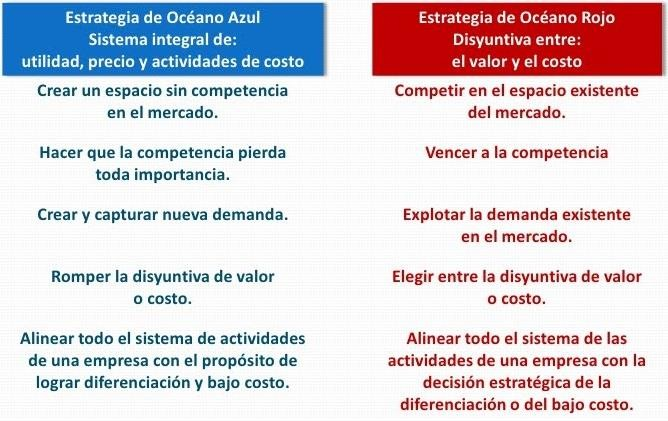 Estrategia de Océano Azul
Sistema integral de:
utilidad, precio y actividades de costo
Crear un espacio sin competencia
en el mercado.
Hacer que la competencia pierda
toda importancia.
Crear y capturar nueva demanda.
Romper la disyuntiva de valor
o costo.
Alinear todo el sistema de actividades
de una empresa con el propósito de
lograr diferenciación y bajo costo.
Estrategia de Océano Rojo
Disyuntiva entre:
el valor y el costo
Competir en el espacio existente
del mercado.
Vencer a la competencia
Explotar la demanda existente
en el mercado.
Elegir entre la disyuntiva de valor
o costo.
Alinear todo el sistema de las
actividades de una empresa con la
decisión estratégica de la
diferenciación o del bajo costo.